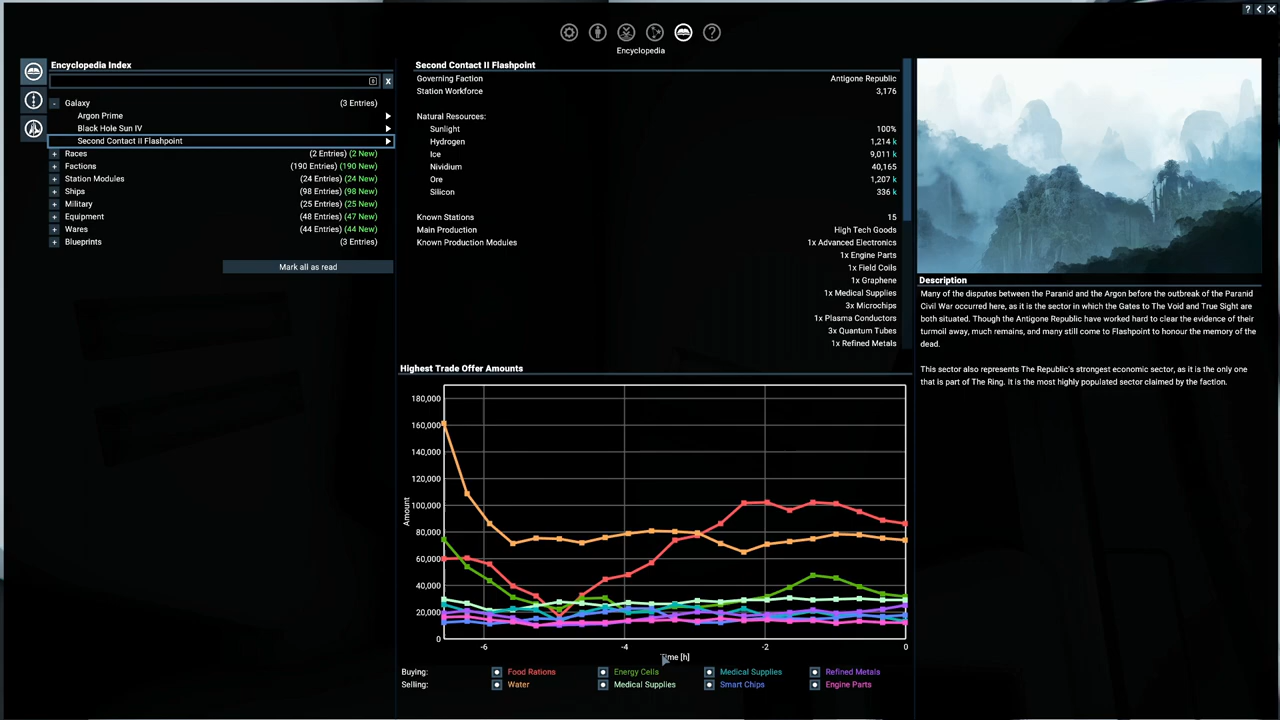 ?
Encyclopedia
Encyclopedia Index
x
- Galaxy (3 Entries)
Argon Prime
Black Hole Sun IV
Second Contact II Flashpoint
+ Races (2 Entries) (2 New)
+ Factions (190 Entries) (190 New)
+ Station Modules (24 Entries) (24 New)
+ Ships (98 Entries) (98 New)
+ Military (25 Entries) (25 New)
+ Equipment (48 Entries) (47 New)
+ Wares (44 Entries) (44 New)
+ Blueprints (3 Entries)
Mark all as read
Second Contact II Flashpoint
Governing Faction Antigone Republic
Station Workforce 3,176
Natural Resources:
Sunlight 100%
Hydrogen 1,214 k
Ice 9,011 k
Nividium 40,165
Ore 1,207 k
Silicon 336 k
Known Stations 15
Main Production High Tech Goods
Known Production Modules 1x Advanced Electronics
1x Engine Parts
1x Field Coils
1x Graphene
1x Medical Supplies
3x Microchips
1x Plasma Conductors
3x Quantum Tubes
1x Refined Metals
Highest Trade Offer Amounts
180,000
160,000
140,000
120,000
100,000
80,000
60,000
40,000
20,000
0
Amount
-6 -4 -2 0
Time [h]
Buying: Food Rations Energy Cells Medical Supplies Refined Metals
Selling: Water Medical Supplies Smart Chips Engine Parts
Description
Many of the disputes between the Paranid and the Argon before the outbreak of the Paranid
Civil War occurred here, as it is the sector in which the Gates to The Void and True Sight are
both situated. Though the Antigone Republic have worked hard to clear the evidence of their
turmoil away, much remains, and many still come to Flashpoint to honour the memory of the
dead.
This sector also represents The Republic's strongest economic sector, as it is the only one
that is part of The Ring. It is the most highly populated sector claimed by the faction.